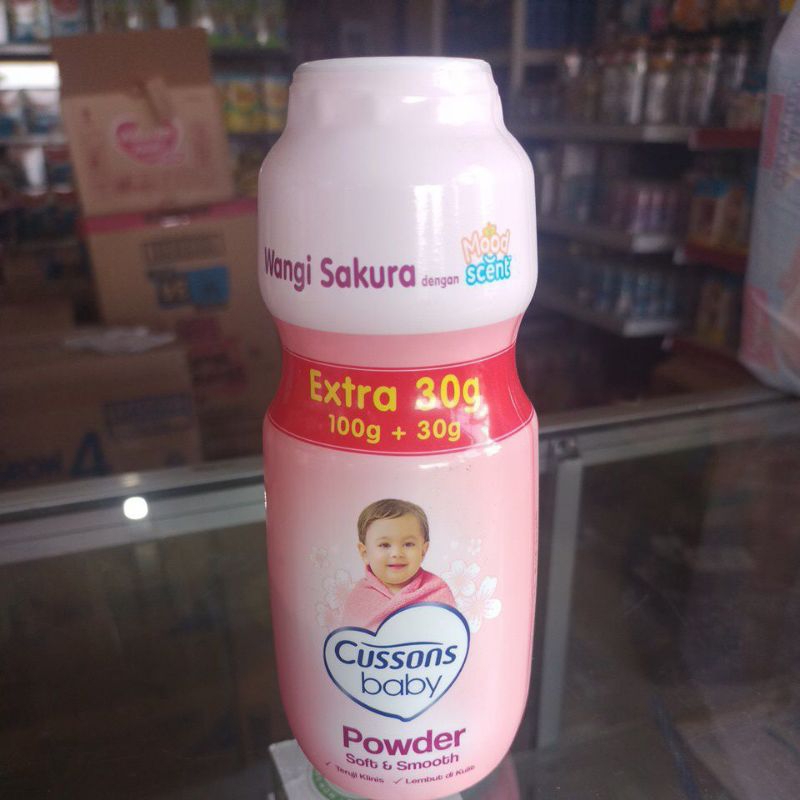 Wangi Sakura dengan Mood scent
Extra 30g
100g + 30g
Cussons
baby
Powder
Soft & Smooth
✓ Teruji Klinis ✓ Lembut di Kulit
4